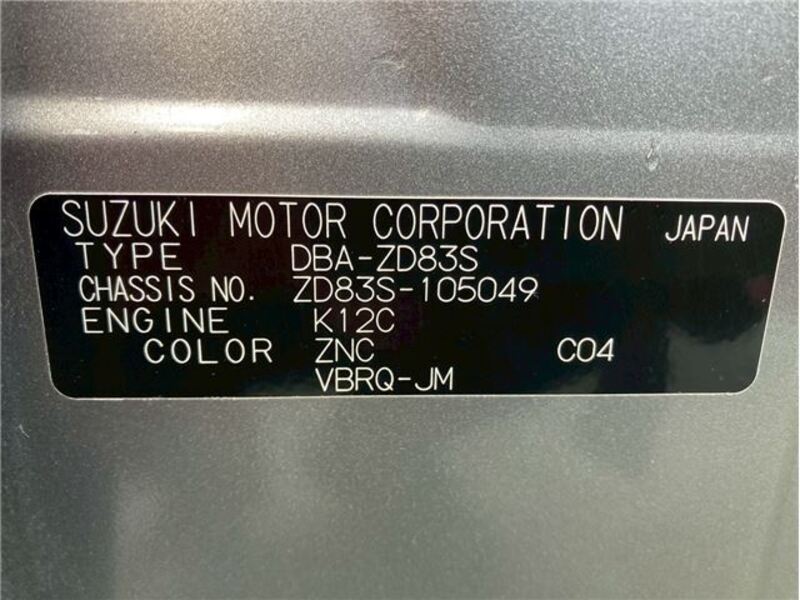 SUZUKI MOTOR CORPORATION JAPAN
TYPE DBA-ZD83S
CHASSIS NO. ZD83S-105049
ENGINE K12C
COLOR ZNC C04
VBRQ-JM